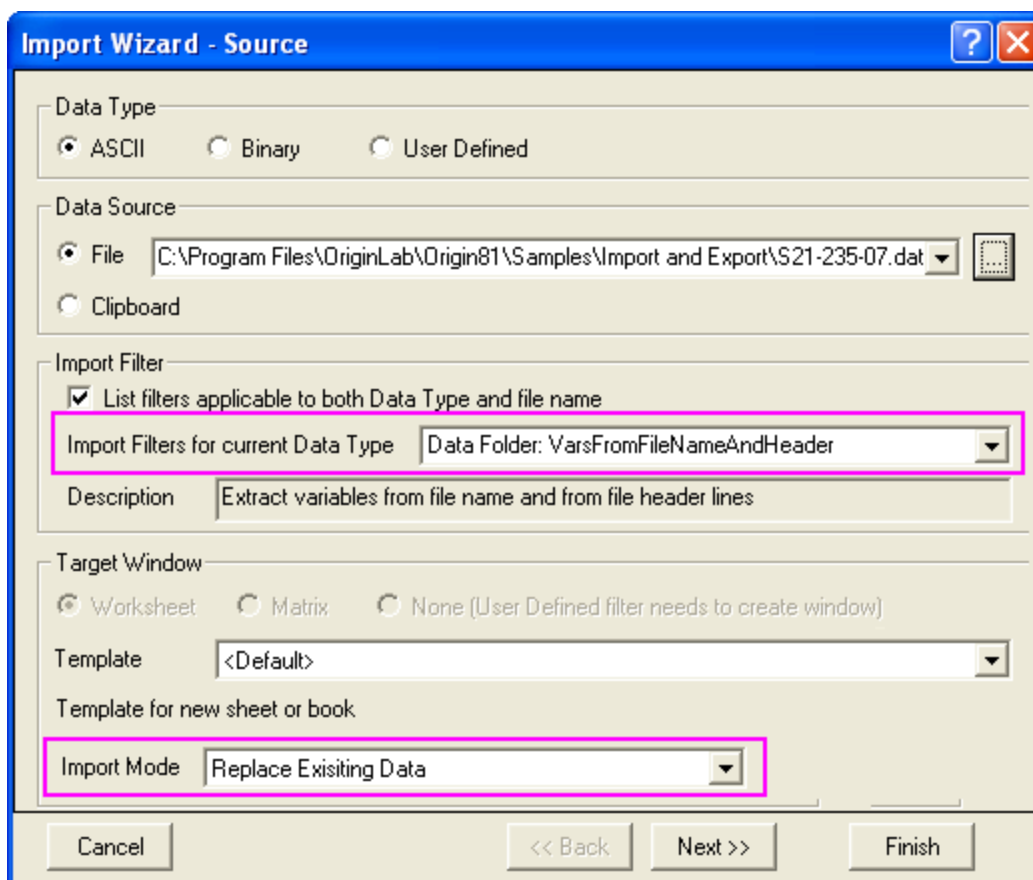 Import Wizard - Source
Data Type
ASCII Binary User Defined
Data Source
File C:\Program Files\OriginLab\Origin81\Samples\Import and Export\S21-235-07.dat ...
Clipboard
Import Filter
List filters applicable to both Data Type and file name
Import Filters for current Data Type Data Folder: VarsFromFileNameAndHeader
Description Extract variables from file name and from file header lines
Target Window
Worksheet Matrix None (User Defined filter needs to create window)
Template <Default>
Template for new sheet or book
Import Mode Replace Exisiting Data
Cancel << Back Next >> Finish